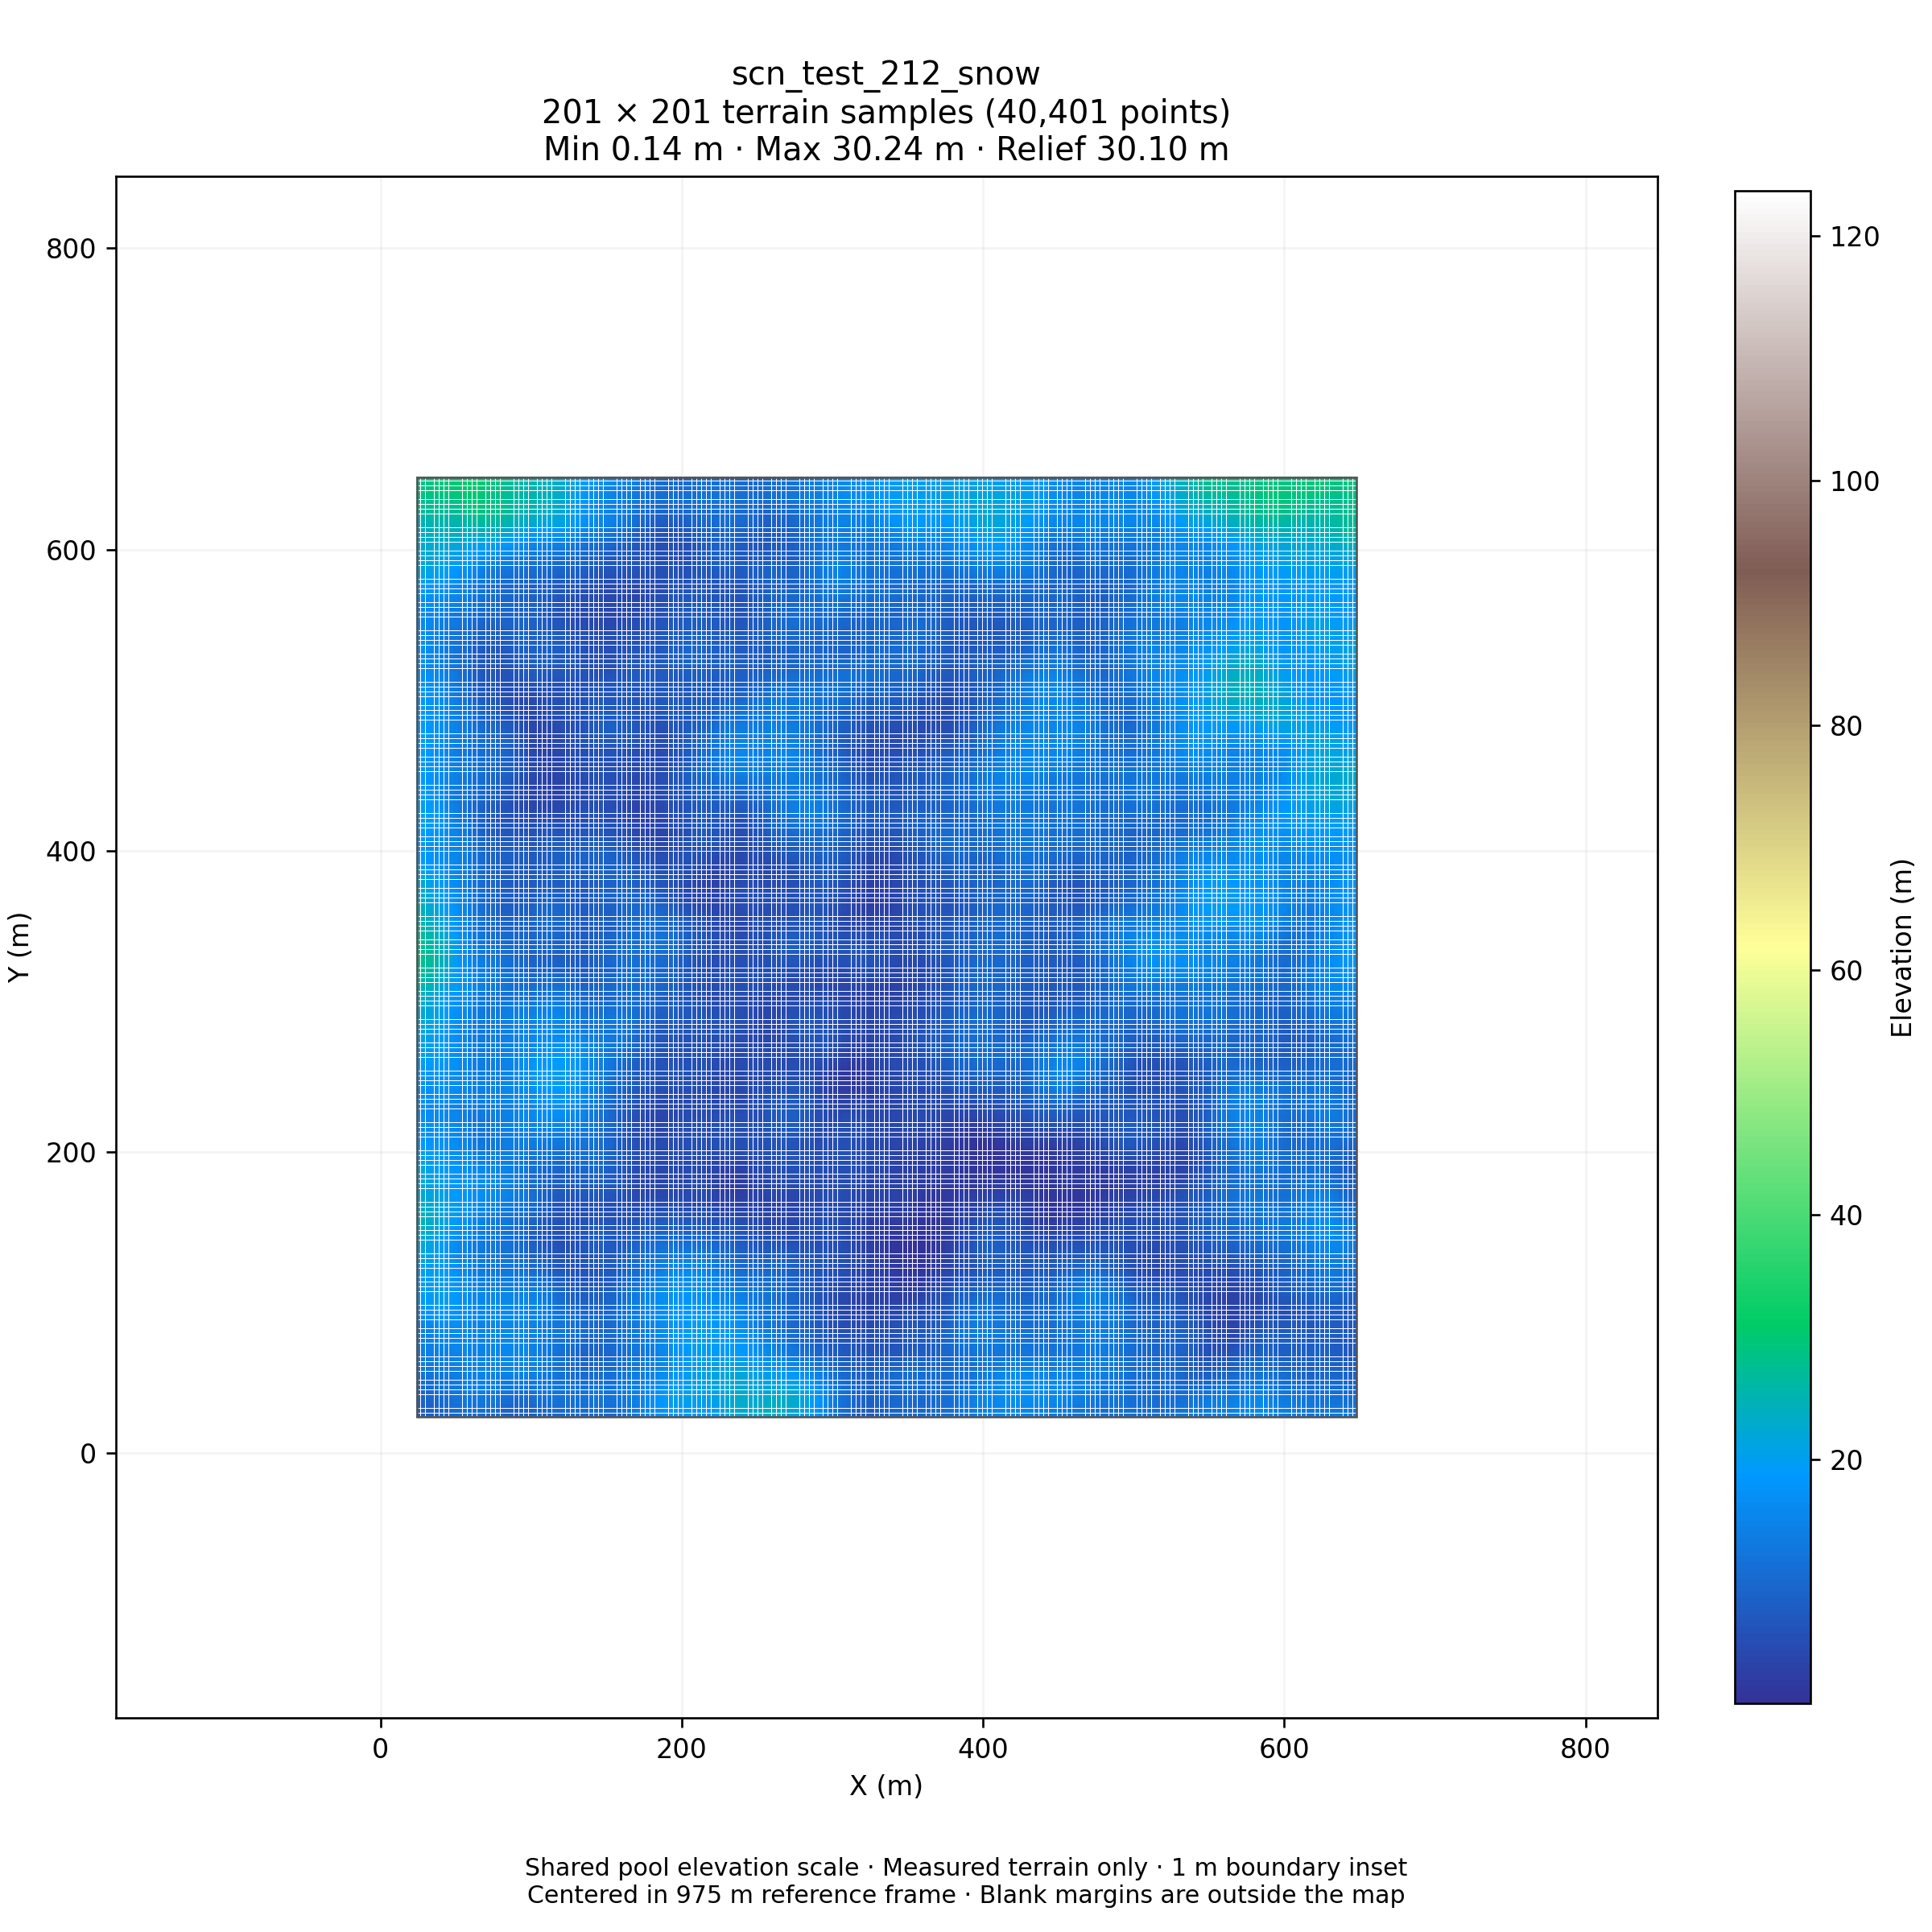 scn_test_212_snow
201 × 201 terrain samples (40,401 points)
Min 0.14 m · Max 30.24 m · Relief 30.10 m
800
600
400
200
0
Y (m)
0
200
400
600
800
X (m)
120
100
80
60
40
20
Elevation (m)
Shared pool elevation scale · Measured terrain only · 1 m boundary inset
Centered in 975 m reference frame · Blank margins are outside the map